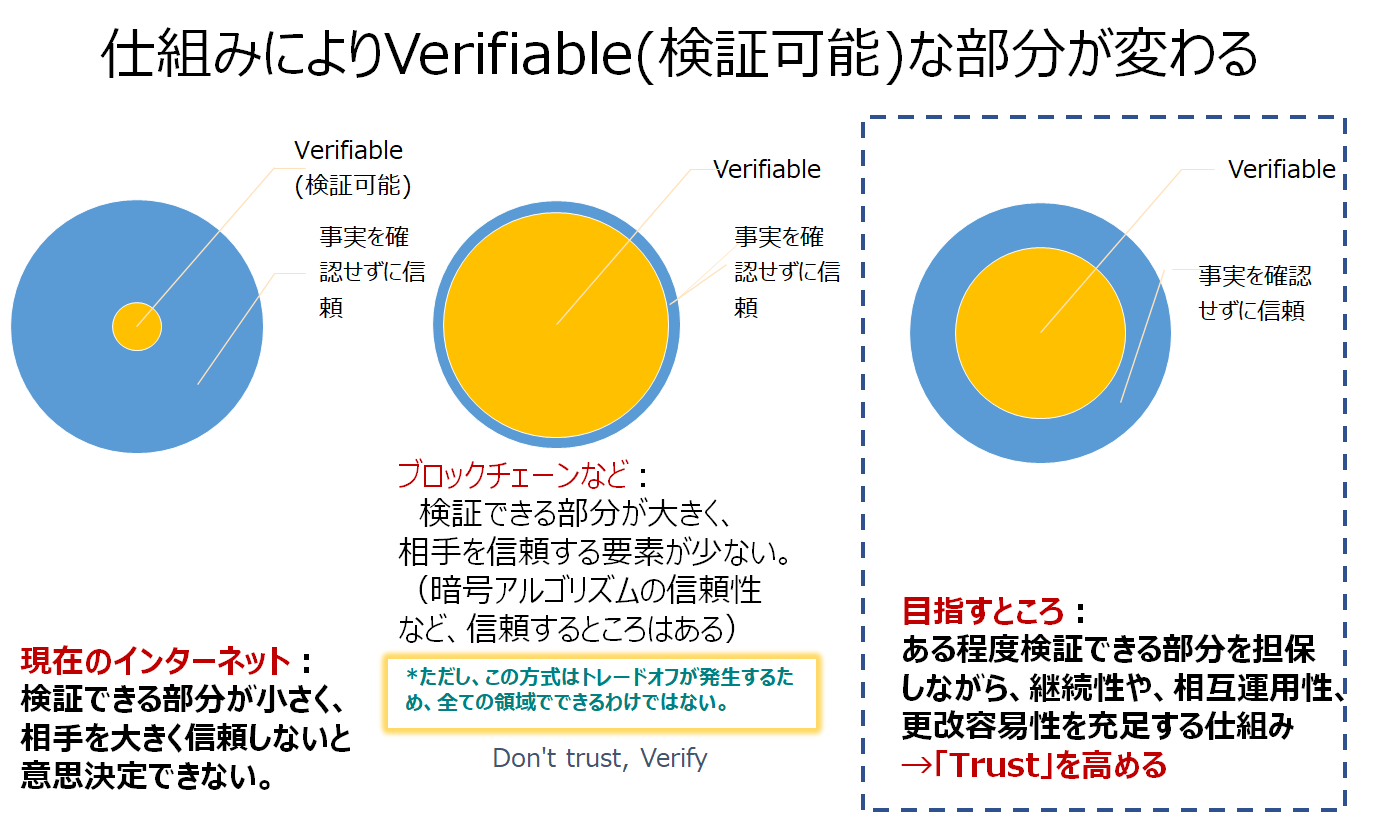 仕組みによりVerifiable(検証可能)な部分が変わる
Verifiable
(検証可能)
事実を確
認せずに信
頼
現在のインターネット：
検証できる部分が小さく、
相手を大きく信頼しないと
意思決定できない。
Verifiable
事実を確
認せずに信
頼
ブロックチェーンなど：
検証できる部分が大きく、
相手を信頼する要素が少ない。
（暗号アルゴリズムの信頼性
など、信頼するところはある）
*ただし、この方式はトレードオフが発生するた
め、全ての領域でできるわけではない。
Don't trust, Verify
Verifiable
事実を確認
せずに信頼
目指すところ：
ある程度検証できる部分を担保
しながら、継続性や、相互運用性、
更改容易性を充足する仕組み
→「Trust」を高める